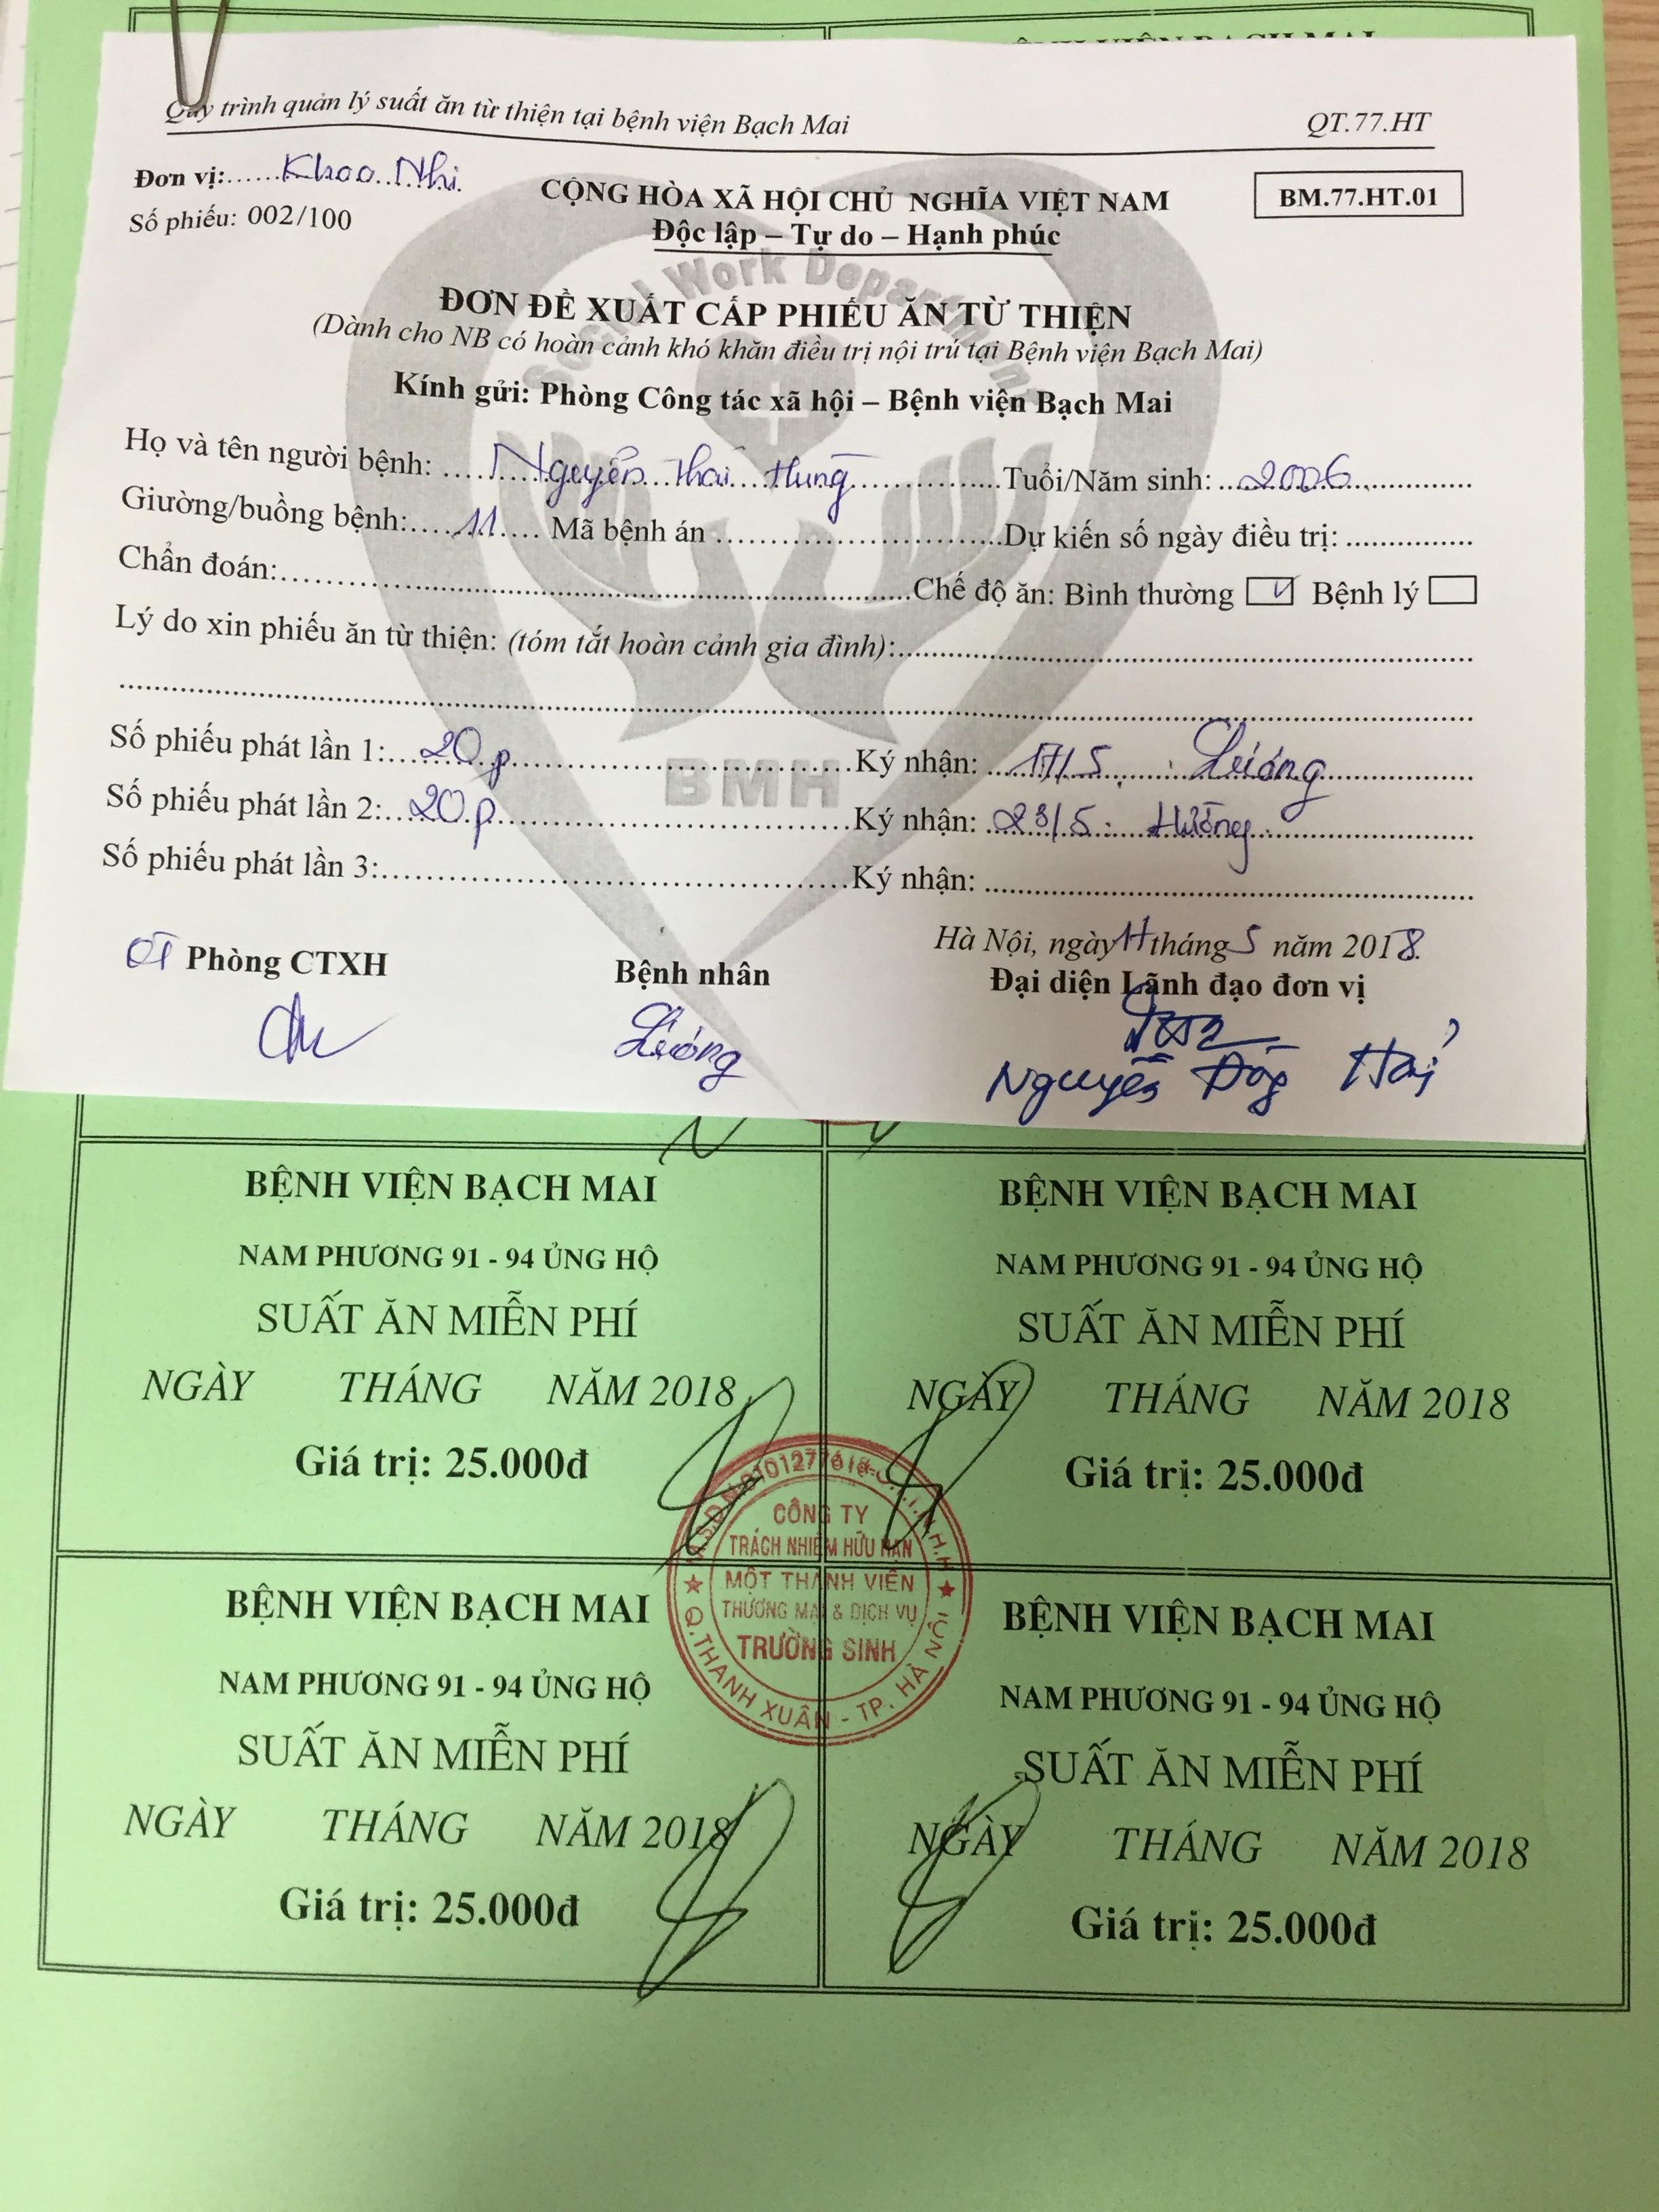 BỆNH VIỆN BẠCH MAI
Quy trình quản lý suất ăn từ thiện tại bệnh viện Bạch Mai QT.77.HT
Đơn vị:......Khoa Nhi
Số phiếu: 002/100
CỘNG HÒA XÃ HỘI CHỦ NGHĨA VIỆT NAM
Độc lập – Tự do – Hạnh phúc
BM.77.HT.01
Social Work Department
ĐƠN ĐỀ XUẤT CẤP PHIẾU ĂN TỪ THIỆN
(Dành cho NB có hoàn cảnh khó khăn điều trị nội trú tại Bệnh viện Bạch Mai)
Kính gửi: Phòng Công tác xã hội – Bệnh viện Bạch Mai
Họ và tên người bệnh: Nguyễn Thái Hưng Tuổi/Năm sinh: 2006
Giường/buồng bệnh: 11 Mã bệnh án Dự kiến số ngày điều trị:
Chẩn đoán: Chế độ ăn: Bình thường Bệnh lý
Lý do xin phiếu ăn từ thiện: (tóm tắt hoàn cảnh gia đình):
Số phiếu phát lần 1: 20p Ký nhận: 17/5
Số phiếu phát lần 2: 20p Ký nhận: 23/5 Hường
Số phiếu phát lần 3: Ký nhận:
BMH
Hà Nội, ngày tháng 5 năm 2018
Phòng CTXH Bệnh nhân Đại diện Lãnh đạo đơn vị
Nguyễn
BỆNH VIỆN BẠCH MAI
NAM PHƯƠNG 91 - 94 ỦNG HỘ
SUẤT ĂN MIỄN PHÍ
NGÀY THÁNG NĂM 2018
Giá trị: 25.000đ
BỆNH VIỆN BẠCH MAI
NAM PHƯƠNG 91 - 94 ỦNG HỘ
SUẤT ĂN MIỄN PHÍ
NGÀY THÁNG NĂM 2018
Giá trị: 25.000đ
CÔNG TY
TRÁCH NHIỆM HỮU HẠN
MỘT THÀNH VIÊN
THƯƠNG MẠI & DỊCH VỤ
TRƯỜNG SINH
Q.THANH XUÂN - TP. HÀ NỘI
BỆNH VIỆN BẠCH MAI
NAM PHƯƠNG 91 - 94 ỦNG HỘ
SUẤT ĂN MIỄN PHÍ
NGÀY THÁNG NĂM 2018
Giá trị: 25.000đ
BỆNH VIỆN BẠCH MAI
NAM PHƯƠNG 91 - 94 ỦNG HỘ
SUẤT ĂN MIỄN PHÍ
NGÀY THÁNG NĂM 2018
Giá trị: 25.000đ